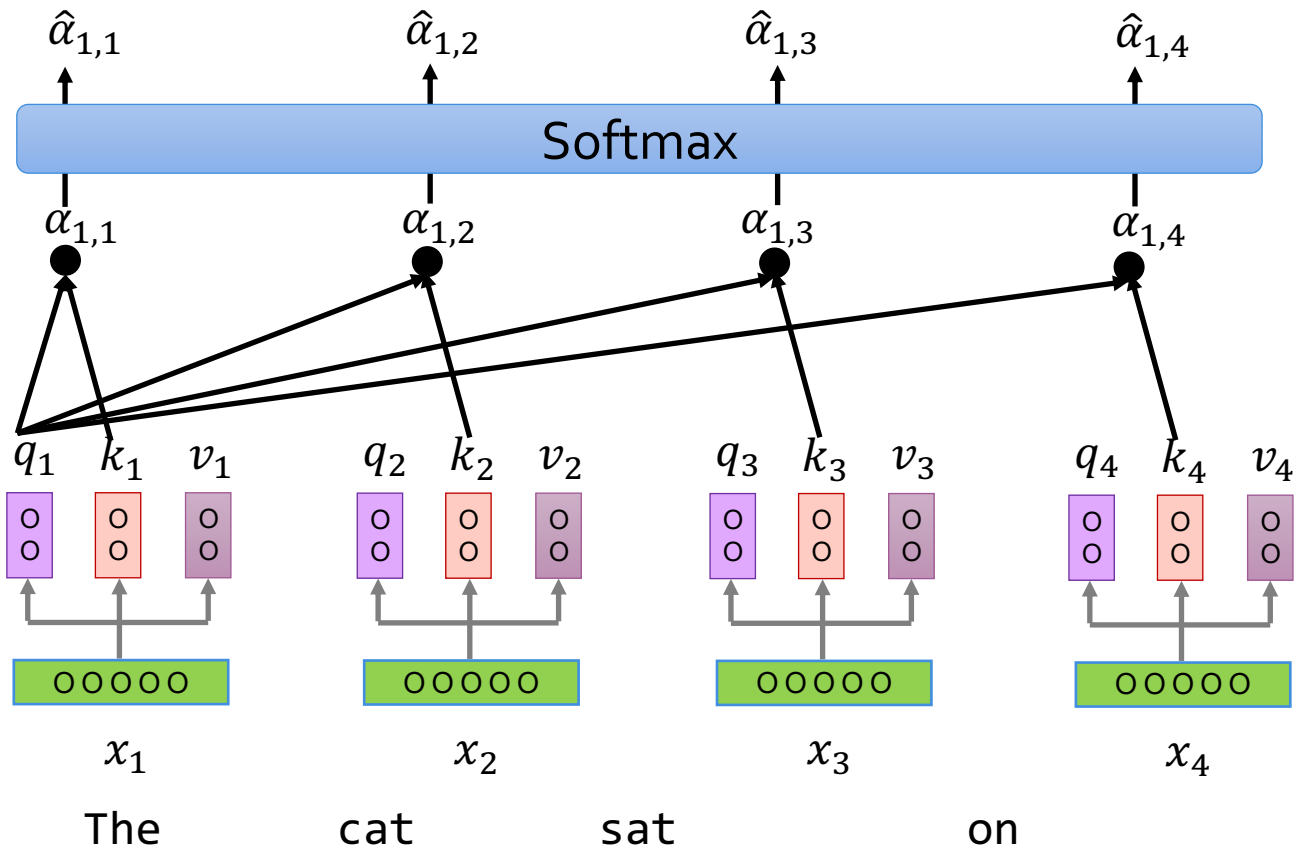 α̂1,1 α̂1,2 α̂1,3 α̂1,4
Softmax
α1,1 α1,2 α1,3 α1,4
q1 k1 v1 q2 k2 v2 q3 k3 v3 q4 k4 v4
O O O O O O O O O O O O
O O O O O O O O O O O O
O O O O O O O O O O O O O O O O O O O O
x1 x2 x3 x4
The cat sat on